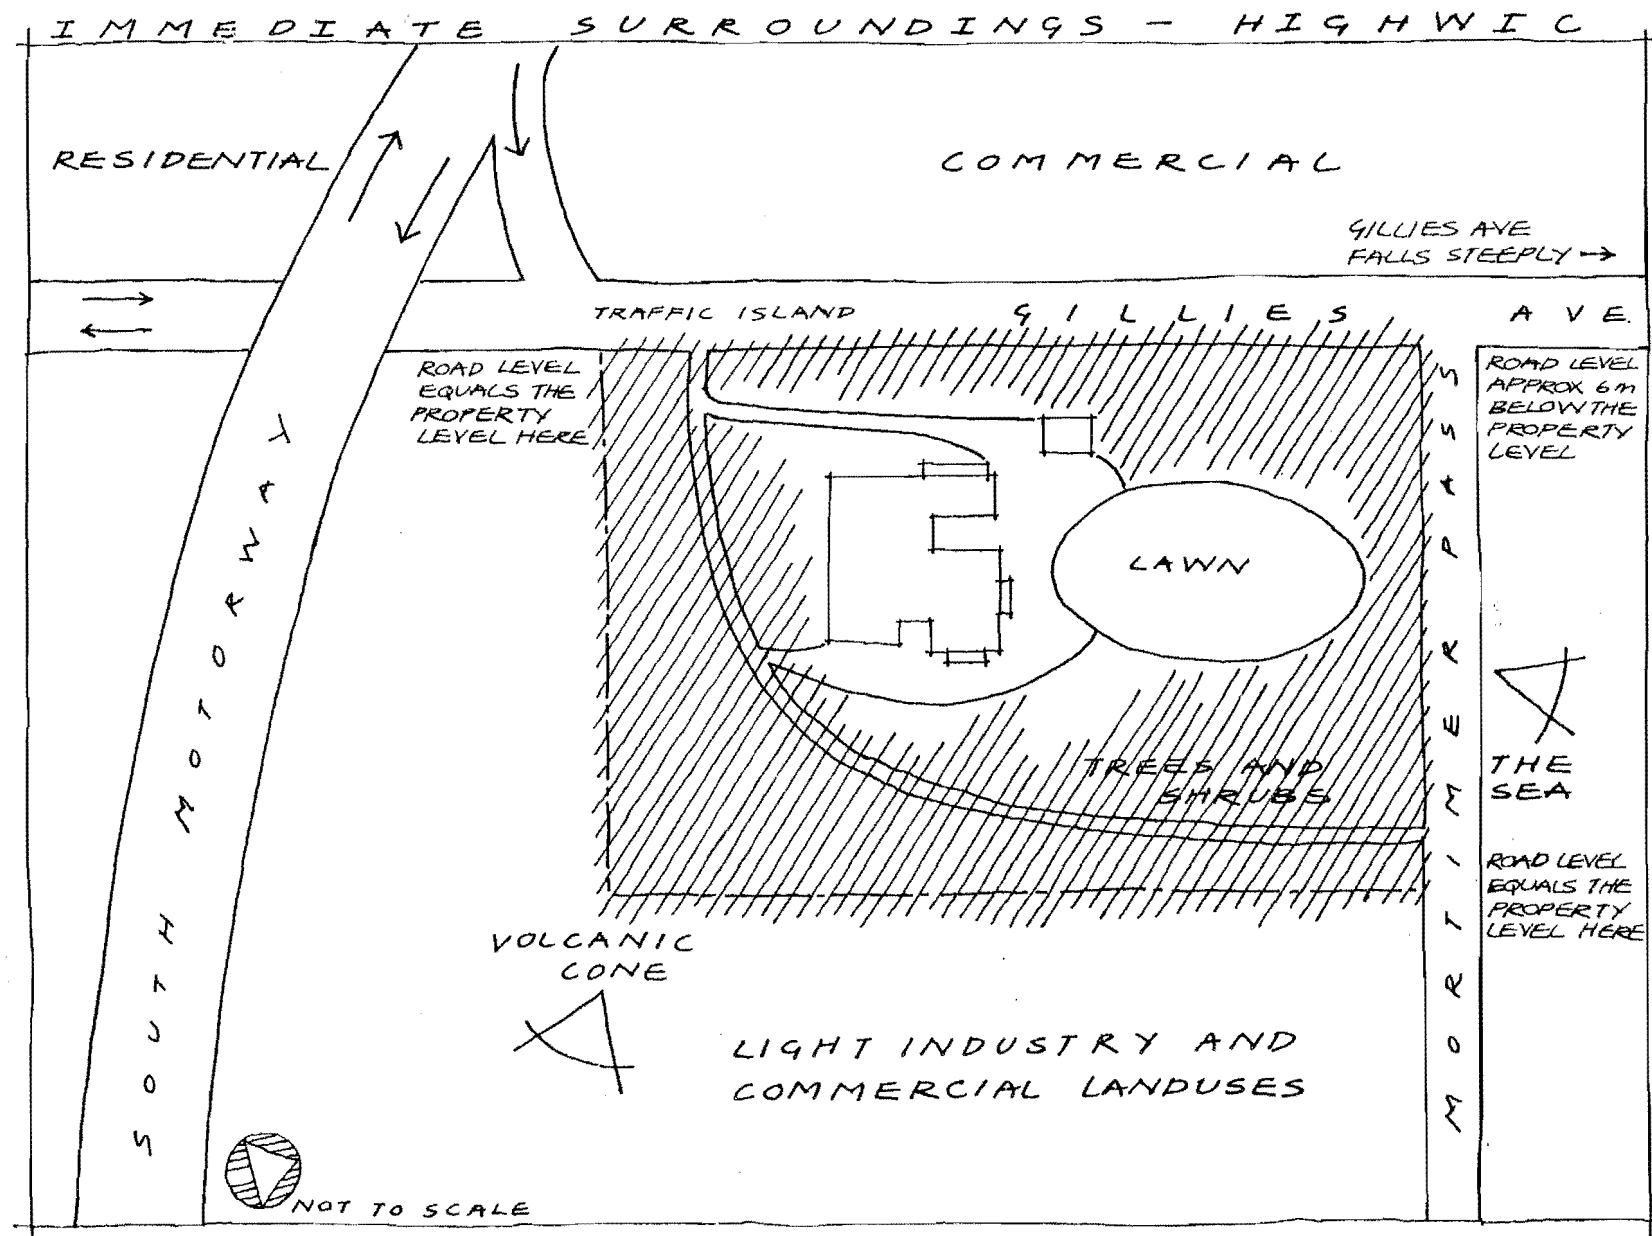 IMMEDIATE SURROUNDINGS - HIGHWIC
RESIDENTIAL
COMMERCIAL
GILLIES AVE
FALLS STEEPLY →
TRAFFIC ISLAND
GILLIES AVE.
ROAD LEVEL
EQUALS THE
PROPERTY
LEVEL HERE
ROAD LEVEL
APPROX 6m
BELOW THE
PROPERTY
LEVEL
LAWN
SOUTH MOTORWAY
MORTIMER PASS
THE
SEA
TREES AND
SHRUBS
ROAD LEVEL
EQUALS THE
PROPERTY
LEVEL HERE
VOLCANIC
CONE
LIGHT INDUSTRY AND
COMMERCIAL LANDUSES
NOT TO SCALE